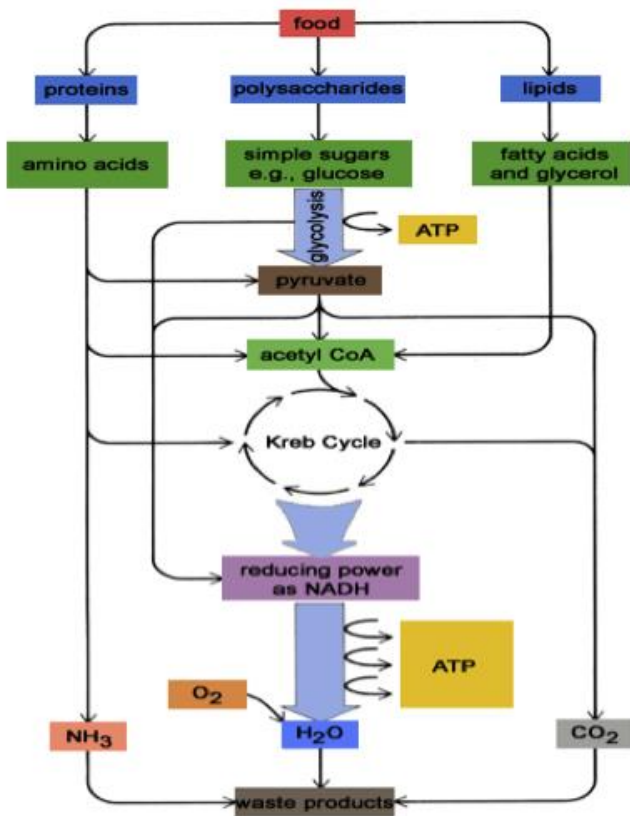 food
proteins
polysaccharides
lipids
amino acids
simple sugars
e.g., glucose
fatty acids
and glycerol
glycolysis
ATP
pyruvate
acetyl CoA
Kreb Cycle
reducing power
as NADH
ATP
O₂
NH₃
H₂O
CO₂
waste products